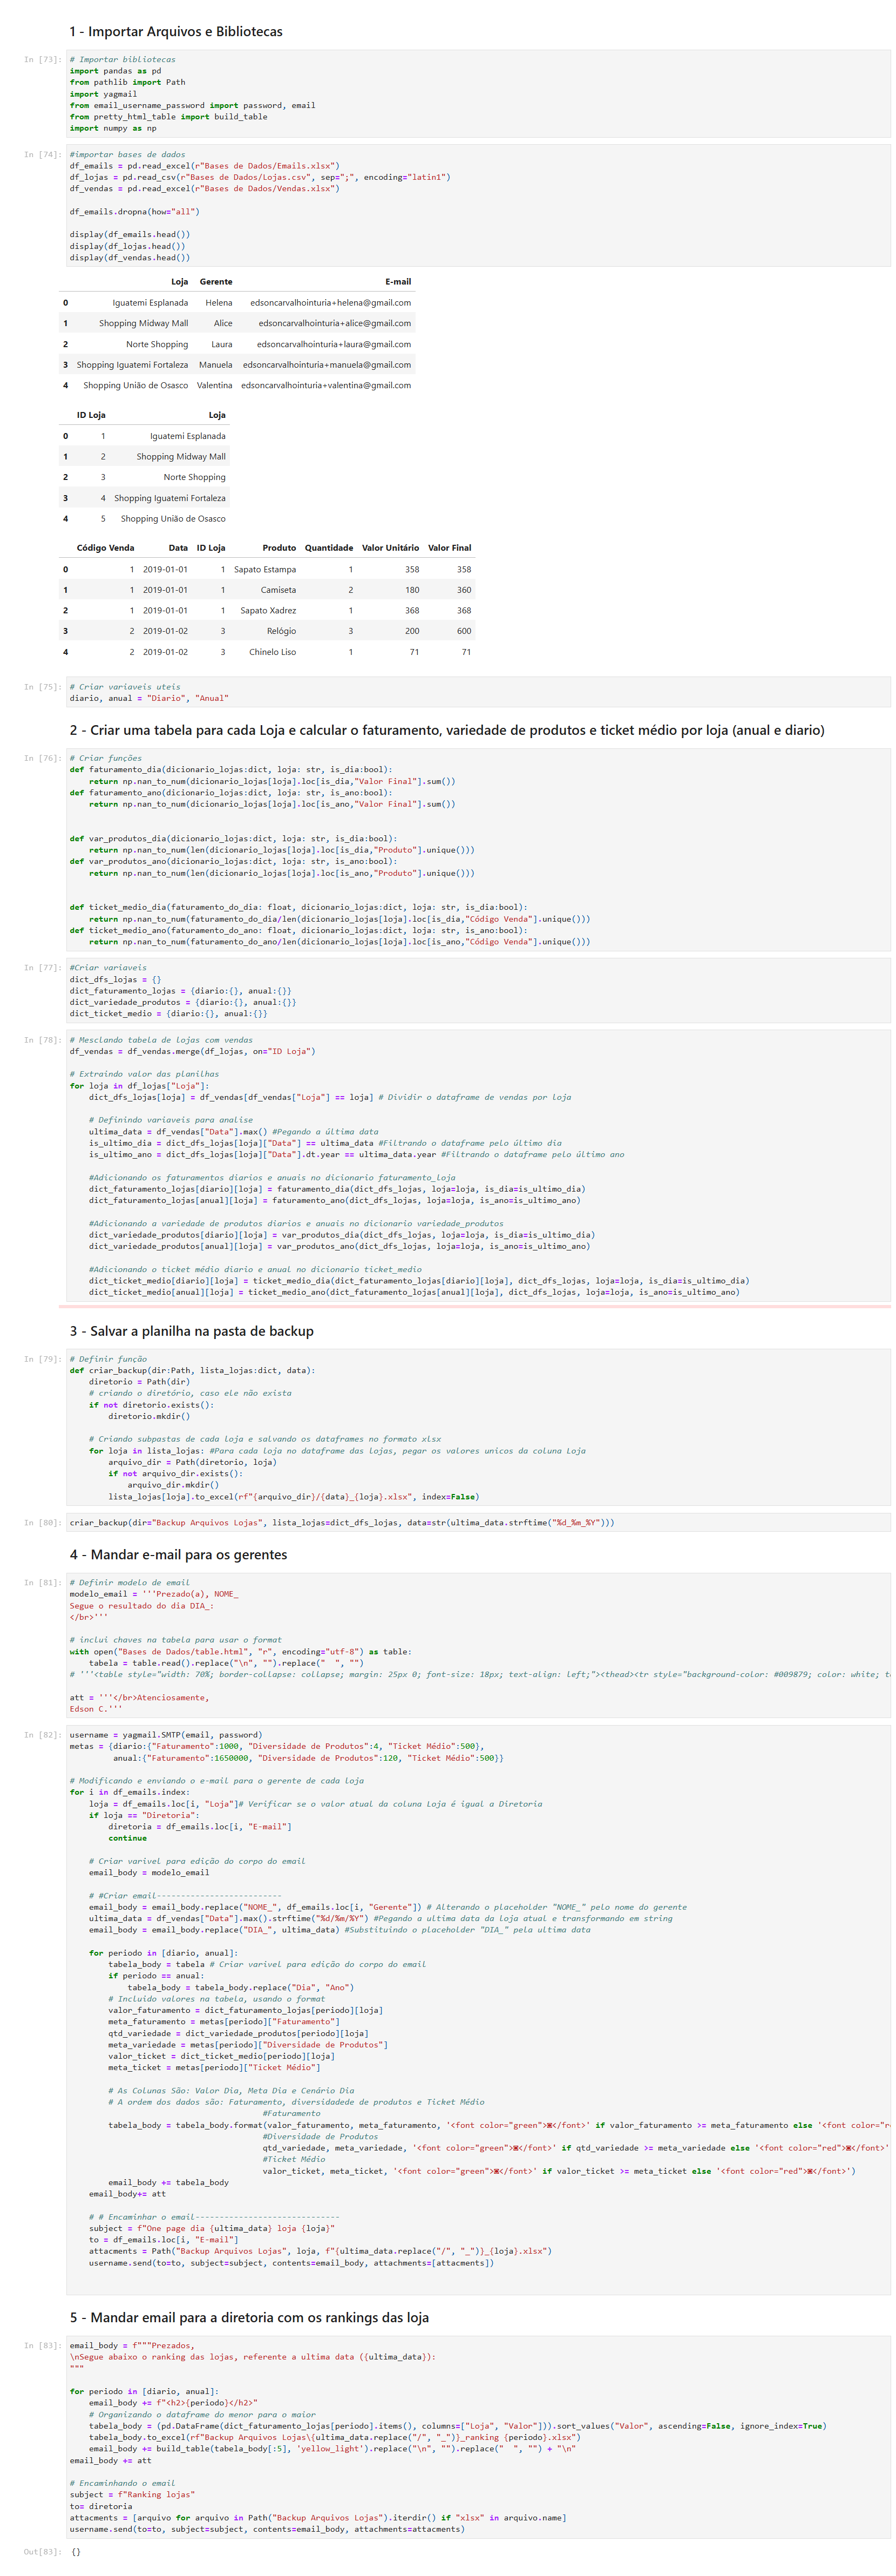 1 - Importar Arquivos e Bibliotecas
In [73]:
# Importar bibliotecas
import pandas as pd
from pathlib import Path
import yagmail
from email_username_password import password, email
from pretty_html_table import build_table
import numpy as np
In [74]:
#importar bases de dados
df_emails = pd.read_excel(r"Bases de Dados/Emails.xlsx")
df_lojas = pd.read_csv(r"Bases de Dados/Lojas.csv", sep=";", encoding="latin1")
df_vendas = pd.read_excel(r"Bases de Dados/Vendas.xlsx")
df_emails.dropna(how="all")
display(df_emails.head())
display(df_lojas.head())
display(df_vendas.head())
Loja Gerente E-mail
0 Iguatemi Esplanada Helena edsoncarvalhointuria+helena@gmail.com
1 Shopping Midway Mall Alice edsoncarvalhointuria+alice@gmail.com
2 Norte Shopping Laura edsoncarvalhointuria+laura@gmail.com
3 Shopping Iguatemi Fortaleza Manuela edsoncarvalhointuria+manuela@gmail.com
4 Shopping União de Osasco Valentina edsoncarvalhointuria+valentina@gmail.com
ID Loja Loja
0 1 Iguatemi Esplanada
1 2 Shopping Midway Mall
2 3 Norte Shopping
3 4 Shopping Iguatemi Fortaleza
4 5 Shopping União de Osasco
Código Venda Data ID Loja Produto Quantidade Valor Unitário Valor Final
0 1 2019-01-01 1 Sapato Estampa 1 358 358
1 1 2019-01-01 1 Camiseta 2 180 360
2 1 2019-01-01 1 Sapato Xadrez 1 368 368
3 2 2019-01-02 3 Relógio 3 200 600
4 2 2019-01-02 3 Chinelo Liso 1 71 71
In [75]:
# Criar variaveis uteis
diario, anual = "Diario", "Anual"
2 - Criar uma tabela para cada Loja e calcular o faturamento, variedade de produtos e ticket médio por loja (anual e diario)
In [76]:
# Criar funções
def faturamento_dia(dicionario_lojas:dict, loja: str, is_dia:bool):
return np.nan_to_num(dicionario_lojas[loja].loc[is_dia,"Valor Final"].sum())
def faturamento_ano(dicionario_lojas:dict, loja: str, is_ano:bool):
return np.nan_to_num(dicionario_lojas[loja].loc[is_ano,"Valor Final"].sum())
def var_produtos_dia(dicionario_lojas:dict, loja: str, is_dia:bool):
return np.nan_to_num(len(dicionario_lojas[loja].loc[is_dia,"Produto"].unique()))
def var_produtos_ano(dicionario_lojas:dict, loja: str, is_ano:bool):
return np.nan_to_num(len(dicionario_lojas[loja].loc[is_ano,"Produto"].unique()))
def ticket_medio_dia(faturamento_do_dia: float, dicionario_lojas:dict, loja: str, is_dia:bool):
return np.nan_to_num(faturamento_do_dia/len(dicionario_lojas[loja].loc[is_dia,"Código Venda"].unique()))
def ticket_medio_ano(faturamento_do_ano: float, dicionario_lojas:dict, loja: str, is_ano:bool):
return np.nan_to_num(faturamento_do_ano/len(dicionario_lojas[loja].loc[is_ano,"Código Venda"].unique()))
In [77]:
#Criar variaveis
dict_dfs_lojas = {}
dict_faturamento_lojas = {diario:{}, anual:{}}
dict_variedade_produtos = {diario:{}, anual:{}}
dict_ticket_medio = {diario:{}, anual:{}}
In [78]:
# Mesclando tabela de lojas com vendas
df_vendas = df_vendas.merge(df_lojas, on="ID Loja")
# Extraindo valor das planilhas
for loja in df_lojas["Loja"]:
dict_dfs_lojas[loja] = df_vendas[df_vendas["Loja"] == loja] # Dividir o dataframe de vendas por loja
# Definindo variaveis para analise
ultima_data = df_vendas["Data"].max() #Pegando a última data
is_ultimo_dia = dict_dfs_lojas[loja]["Data"] == ultima_data #Filtrando o dataframe pelo último dia
is_ultimo_ano = dict_dfs_lojas[loja]["Data"].dt.year == ultima_data.year #Filtrando o dataframe pelo último ano
#Adicionando os faturamentos diarios e anuais no dicionario faturamento_loja
dict_faturamento_lojas[diario][loja] = faturamento_dia(dict_dfs_lojas, loja=loja, is_dia=is_ultimo_dia)
dict_faturamento_lojas[anual][loja] = faturamento_ano(dict_dfs_lojas, loja=loja, is_ano=is_ultimo_ano)
#Adicionando a variedade de produtos diarios e anuais no dicionario variedade_produtos
dict_variedade_produtos[diario][loja] = var_produtos_dia(dict_dfs_lojas, loja=loja, is_dia=is_ultimo_dia)
dict_variedade_produtos[anual][loja] = var_produtos_ano(dict_dfs_lojas, loja=loja, is_ano=is_ultimo_ano)
#Adicionando o ticket médio diario e anual no dicionario ticket_medio
dict_ticket_medio[diario][loja] = ticket_medio_dia(dict_faturamento_lojas[diario][loja], dict_dfs_lojas, loja=loja, is_dia=is_ultimo_dia)
dict_ticket_medio[anual][loja] = ticket_medio_ano(dict_faturamento_lojas[anual][loja], dict_dfs_lojas, loja=loja, is_ano=is_ultimo_ano)
3 - Salvar a planilha na pasta de backup
In [79]:
# Definir função
def criar_backup(dir:Path, lista_lojas:dict, data):
diretorio = Path(dir)
# criando o diretório, caso ele não exista
if not diretorio.exists():
diretorio.mkdir()
# Criando subpastas de cada loja e salvando os dataframes no formato xlsx
for loja in lista_lojas: #Para cada loja no dataframe das lojas, pegar os valores unicos da coluna Loja
arquivo_dir = Path(diretorio, loja)
if not arquivo_dir.exists():
arquivo_dir.mkdir()
lista_lojas[loja].to_excel(rf"{arquivo_dir}/{data}_{loja}.xlsx", index=False)
In [80]:
criar_backup(dir="Backup Arquivos Lojas", lista_lojas=dict_dfs_lojas, data=str(ultima_data.strftime("%d_%m_%Y")))
4 - Mandar e-mail para os gerentes
In [81]:
# Definir modelo de email
modelo_email = '''Prezado(a), NOME_
Segue o resultado do dia DIA_:
</br>'''
# inclui chaves na tabela para usar o format
with open("Bases de Dados/table.html", "r", encoding="utf-8") as table:
tabela = table.read().replace("\n", "").replace("  ", "")
# '''<table style="width: 70%; border-collapse: collapse; margin: 25px 0; font-size: 18px; text-align: left;"><thead><tr style="background-color: #009879; color: white; t
att = '''</br>Atenciosamente,
Edson C.'''
In [82]:
username = yagmail.SMTP(email, password)
metas = {diario:{"Faturamento":1000, "Diversidade de Produtos":4, "Ticket Médio":500},
anual:{"Faturamento":1650000, "Diversidade de Produtos":120, "Ticket Médio":500}}
# Modificando e enviando o e-mail para o gerente de cada loja
for i in df_emails.index:
loja = df_emails.loc[i, "Loja"]# Verificar se o valor atual da coluna Loja é igual a Diretoria
if loja == "Diretoria":
diretoria = df_emails.loc[i, "E-mail"]
continue
# Criar varivel para edição do corpo do email
email_body = modelo_email
# #Criar email--------------------------
email_body = email_body.replace("NOME_", df_emails.loc[i, "Gerente"]) # Alterando o placeholder "NOME_" pelo nome do gerente
ultima_data = df_vendas["Data"].max().strftime("%d/%m/%Y") #Pegando a ultima data da loja atual e transformando em string
email_body = email_body.replace("DIA_", ultima_data) #Substituindo o placeholder "DIA_" pela ultima data
for periodo in [diario, anual]:
tabela_body = tabela # Criar varivel para edição do corpo do email
if periodo == anual:
tabela_body = tabela_body.replace("Dia", "Ano")
# Incluido valores na tabela, usando o format
valor_faturamento = dict_faturamento_lojas[periodo][loja]
meta_faturamento = metas[periodo]["Faturamento"]
qtd_variedade = dict_variedade_produtos[periodo][loja]
meta_variedade = metas[periodo]["Diversidade de Produtos"]
valor_ticket = dict_ticket_medio[periodo][loja]
meta_ticket = metas[periodo]["Ticket Médio"]
# As Colunas São: Valor Dia, Meta Dia e Cenário Dia
# A ordem dos dados são: Faturamento, diversidadede de produtos e Ticket Médio
#Faturamento
tabela_body = tabela_body.format(valor_faturamento, meta_faturamento, '<font color="green">◙</font>' if valor_faturamento >= meta_faturamento else '<font color="re
#Diversidade de Produtos
qtd_variedade, meta_variedade, '<font color="green">◙</font>' if qtd_variedade >= meta_variedade else '<font color="red">◙</font>'
#Ticket Médio
valor_ticket, meta_ticket, '<font color="green">◙</font>' if valor_ticket >= meta_ticket else '<font color="red">◙</font>')
email_body += tabela_body
email_body+= att
# # Encaminhar o email------------------------------
subject = f"One page dia {ultima_data} loja {loja}"
to = df_emails.loc[i, "E-mail"]
attacments = Path("Backup Arquivos Lojas", loja, f"{ultima_data.replace("/", "_")}_{loja}.xlsx")
username.send(to=to, subject=subject, contents=email_body, attachments=[attacments])
5 - Mandar email para a diretoria com os rankings das loja
In [83]:
email_body = f"""Prezados,
\nSegue abaixo o ranking das lojas, referente a ultima data ({ultima_data}):
"""
for periodo in [diario, anual]:
email_body += f"<h2>{periodo}</h2>"
# Organizando o dataframe do menor para o maior
tabela_body = (pd.DataFrame(dict_faturamento_lojas[periodo].items(), columns=["Loja", "Valor"])).sort_values("Valor", ascending=False, ignore_index=True)
tabela_body.to_excel(rf"Backup Arquivos Lojas\{ultima_data.replace("/", "_")}_ranking {periodo}.xlsx")
email_body += build_table(tabela_body[:5], 'yellow_light').replace("\n", "").replace("  ", "") + "\n"
email_body += att
# Encaminhando o email
subject = f"Ranking lojas"
to= diretoria
attacments = [arquivo for arquivo in Path("Backup Arquivos Lojas").iterdir() if "xlsx" in arquivo.name]
username.send(to=to, subject=subject, contents=email_body, attachments=attacments)
Out[83]: {}